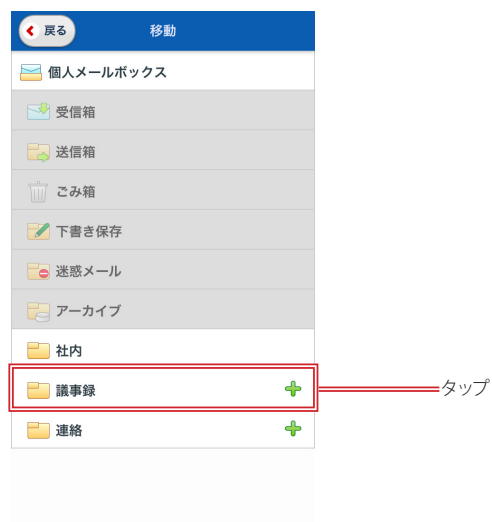 戻る 移動
個人メールボックス
受信箱
送信箱
ごみ箱
下書き保存
迷惑メール
アーカイブ
社内
議事録 タップ
連絡